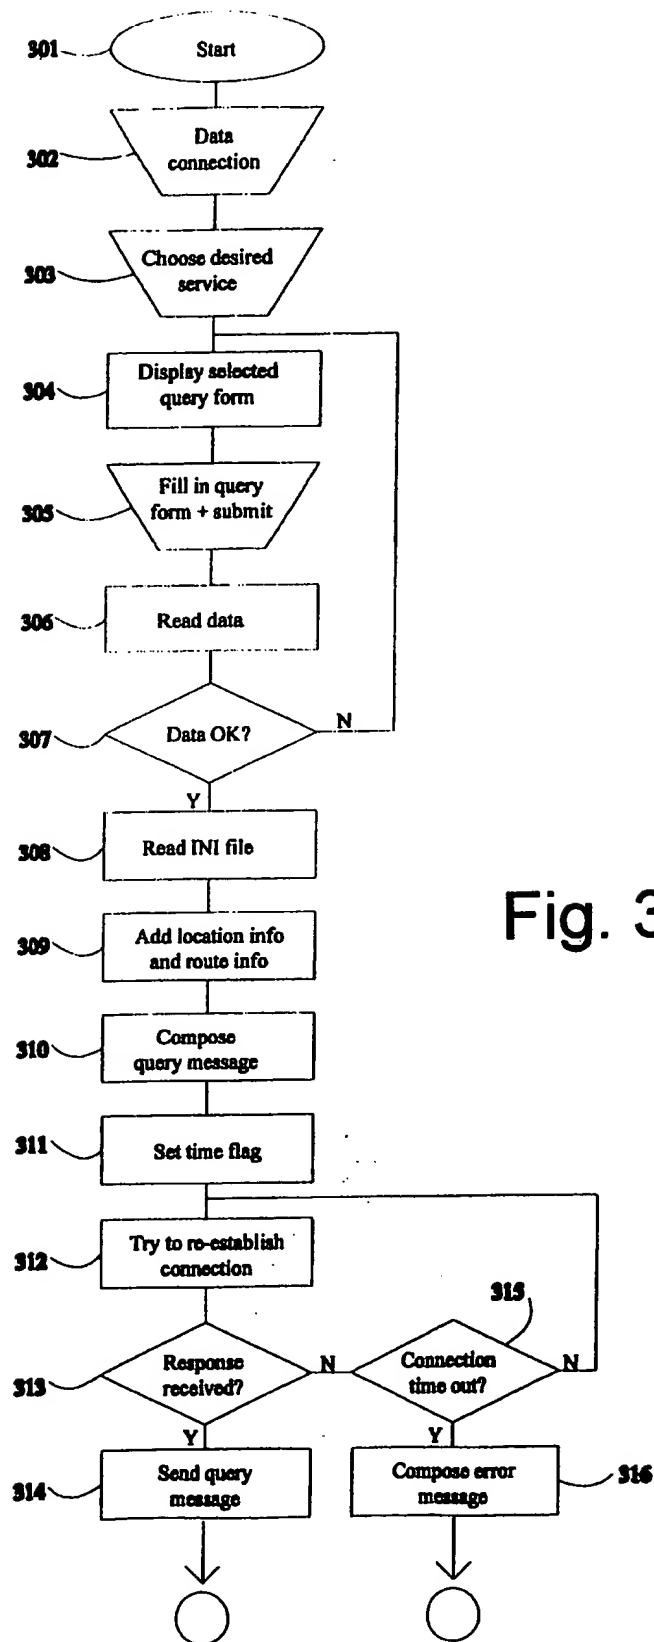 301
Start
302
Data
connection
303
Choose desired
service
304
Display selected
query form
305
Fill in query
form + submit
306
Read data
307
Data OK?
N
Y
308
Read INI file
309
Add location info
and route info
Fig. 3
310
Compose
query message
311
Set time flag
312
Try to re-establish
connection
315
313
Response
received?
N
Connection
time out?
N
Y
Y
314
Send query
message
Compose error
message
316